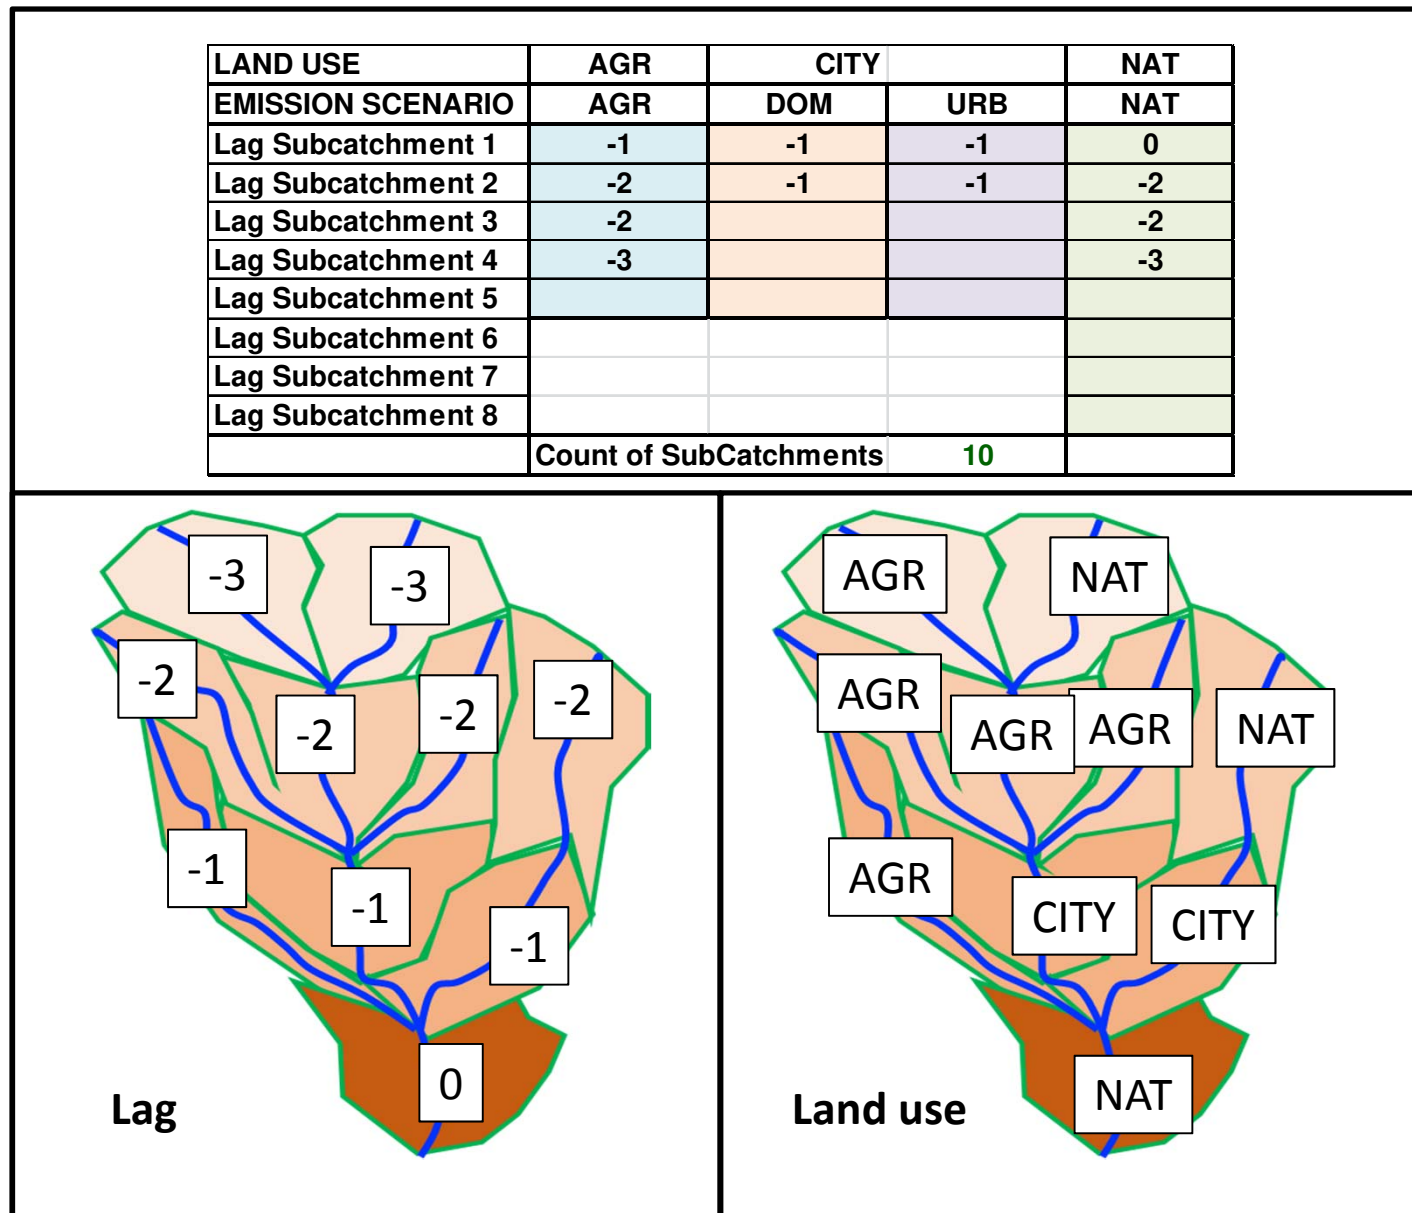 LAND USE AGR CITY NAT
EMISSION SCENARIO AGR DOM URB NAT
Lag Subcatchment 1 -1 -1 -1 0
Lag Subcatchment 2 -2 -1 -1 -2
Lag Subcatchment 3 -2 -2
Lag Subcatchment 4 -3 -3
Lag Subcatchment 5
Lag Subcatchment 6
Lag Subcatchment 7
Lag Subcatchment 8
Count of SubCatchments 10
-3 -3
-2 -2 -2 -2
-1 -1 -1
0
Lag
AGR NAT
AGR AGR AGR NAT
AGR CITY CITY
NAT
Land use